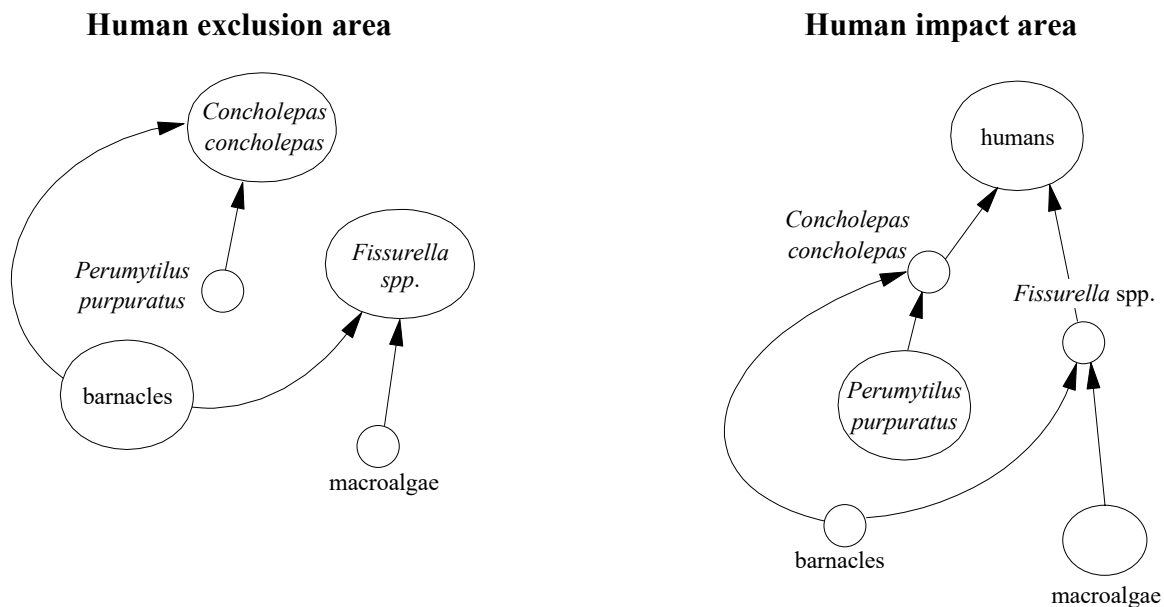 Human exclusion area
Concholepas
concholepas
Perumytilus
purpuratus
Fissurella
spp.
barnacles
macroalgae
Human impact area
humans
Concholepas
concholepas
Fissurella spp.
Perumytilus
purpuratus
barnacles
macroalgae